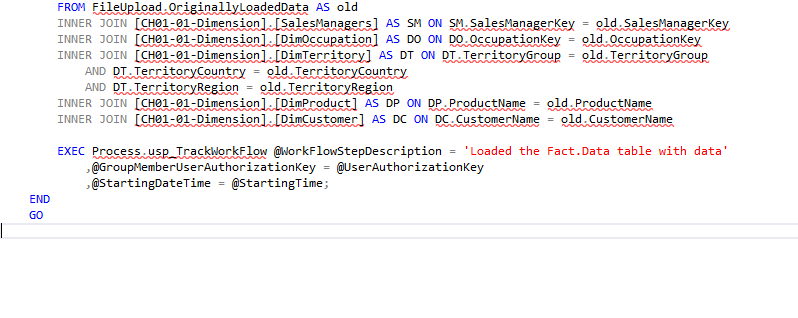 FROM FileUpload.OriginallyLoadedData AS old
INNER JOIN [CH01-01-Dimension].[SalesManagers] AS SM ON SM.SalesManagerKey = old.SalesManagerKey
INNER JOIN [CH01-01-Dimension].[DimOccupation] AS DO ON DO.OccupationKey = old.OccupationKey
INNER JOIN [CH01-01-Dimension].[DimTerritory] AS DT ON DT.TerritoryGroup = old.TerritoryGroup
AND DT.TerritoryCountry = old.TerritoryCountry
AND DT.TerritoryRegion = old.TerritoryRegion
INNER JOIN [CH01-01-Dimension].[DimProduct] AS DP ON DP.ProductName = old.ProductName
INNER JOIN [CH01-01-Dimension].[DimCustomer] AS DC ON DC.CustomerName = old.CustomerName
EXEC Process.usp_TrackWorkFlow @WorkFlowStepDescription = 'Loaded the Fact.Data table with data'
,@GroupMemberUserAuthorizationKey = @UserAuthorizationKey
,@StartingDateTime = @StartingTime;
END
GO